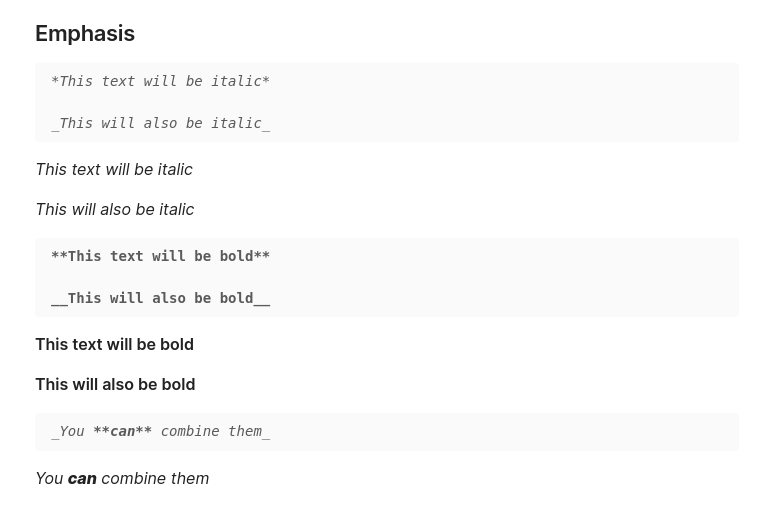 Emphasis
*This text will be italic*
_This will also be italic_
This text will be italic
This will also be italic
**This text will be bold**
__This will also be bold__
This text will be bold
This will also be bold
_You **can** combine them_
You can combine them